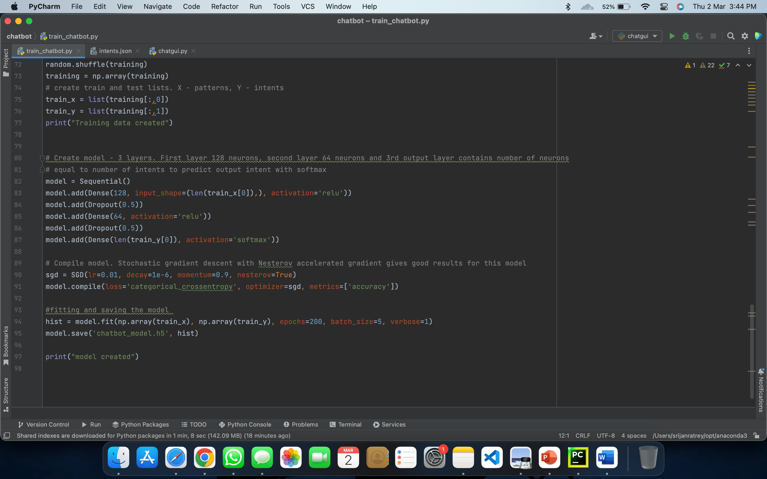 PyCharm File Edit View Navigate Code Refactor Run Tools VCS Window Help 52% Thu 2 Mar 3:44 PM
chatbot – train_chatbot.py
chatbot train_chatbot.py chatgui
train_chatbot.py intents.json chatgui.py
Project
1 22 7
72 random.shuffle(training)
73 training = np.array(training)
74 # create train and test lists. X - patterns, Y - intents
75 train_x = list(training[:,0])
76 train_y = list(training[:,1])
77 print("Training data created")
78
79
80 # Create model - 3 layers. First layer 128 neurons, second layer 64 neurons and 3rd output layer contains number of neurons
81 # equal to number of intents to predict output intent with softmax
82 model = Sequential()
83 model.add(Dense(128, input_shape=(len(train_x[0]),), activation='relu'))
84 model.add(Dropout(0.5))
85 model.add(Dense(64, activation='relu'))
86 model.add(Dropout(0.5))
87 model.add(Dense(len(train_y[0]), activation='softmax'))
88
89 # Compile model. Stochastic gradient descent with Nesterov accelerated gradient gives good results for this model
90 sgd = SGD(lr=0.01, decay=1e-6, momentum=0.9, nesterov=True)
91 model.compile(loss='categorical_crossentropy', optimizer=sgd, metrics=['accuracy'])
92
93 #fitting and saving the model
94 hist = model.fit(np.array(train_x), np.array(train_y), epochs=200, batch_size=5, verbose=1)
95 model.save('chatbot_model.h5', hist)
96
97 print("model created")
98
Bookmarks
Structure
Notifications
Version Control Run Python Packages TODO Python Console Problems Terminal Services
Shared indexes are downloaded for Python packages in 1 min, 8 sec (142.09 MB) (18 minutes ago) 12:1 CRLF UTF-8 4 spaces /Users/srijanratrey/opt/anaconda3
MAR
2
1
PC